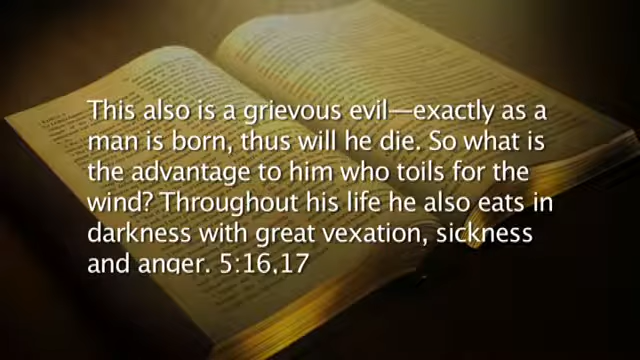 This also is a grievous evil—exactly as a
man is born, thus will he die. So what is
the advantage to him who toils for the
wind? Throughout his life he also eats in
darkness with great vexation, sickness
and anger. 5:16,17